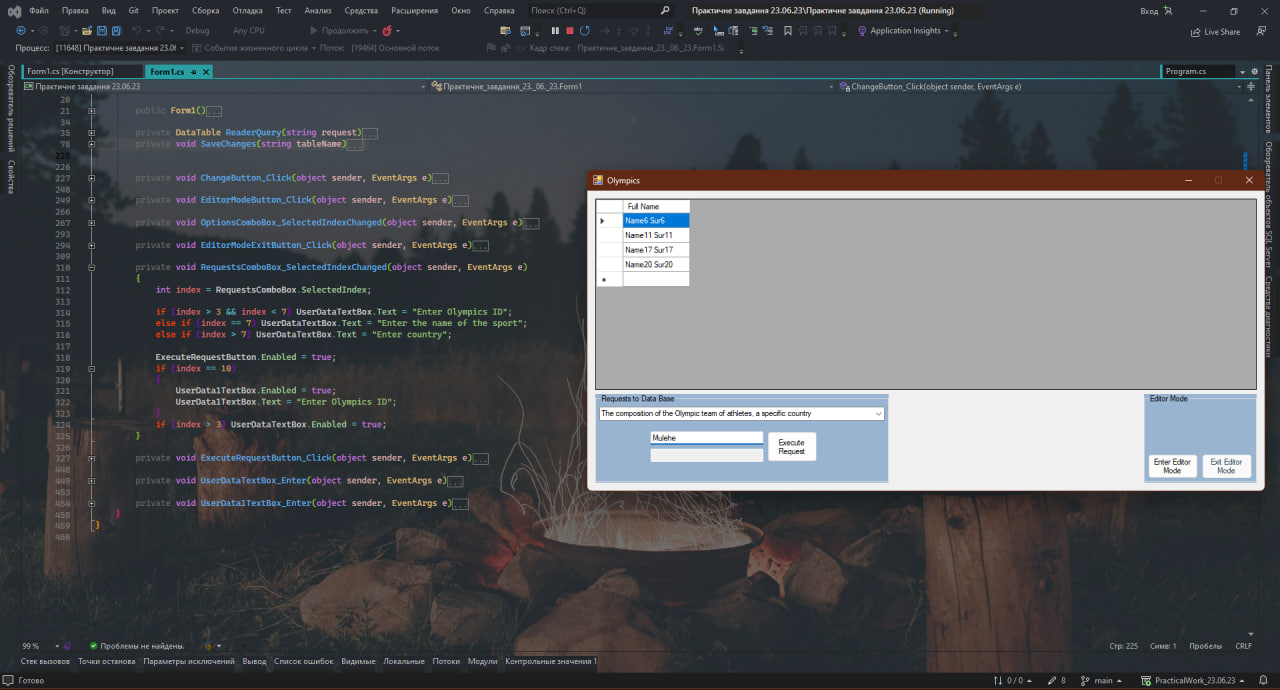 Файл Правка Вид Git Проект Сборка Отладка Тест Анализ Средства Расширения Окно Справка Поиск (Ctrl+Q) Практичне завдання 23.06.23\Практичне завдання 23.06.23 (Running) Вход
Debug Any CPU Продолжить Application Insights Live Share
Процесс: [11648] Практичне завдання 23.0 События жизненного цикла Поток: [19464] Основной поток Кадр стека: Практичне_завдання_23._06._23.Form1.S
Form1.cs [Конструктор] Form1.cs Program.cs
Практичне завдання 23.06.23 Практичне_завдання_23._06._23.Form1 ChangeButton_Click(object sender, EventArgs e)
Обозреватель решений Свойства
Панель элементов Обозреватель объектов SQL Server Средства диагностики
20
21 public Form1()...
34
35 private DataTable ReaderQuery(string request)...
78 private void SaveChanges(string tableName)...
225
226
227 private void ChangeButton_Click(object sender, EventArgs e)...
248
249 private void EditorModeButton_Click(object sender, EventArgs e)...
266
267 private void OptionsComboBox_SelectedIndexChanged(object sender, EventArgs e)...
293
294 private void EditorModeExitButton_Click(object sender, EventArgs e)...
309
310 private void RequestsComboBox_SelectedIndexChanged(object sender, EventArgs e)
311 {
312 int index = RequestsComboBox.SelectedIndex;
313
314 if (index > 3 && index < 7) UserDataTextBox.Text = "Enter Olympics ID";
315 else if (index == 7) UserDataTextBox.Text = "Enter the name of the sport";
316 else if (index > 7) UserDataTextBox.Text = "Enter country";
317
318 ExecuteRequestButton.Enabled = true;
319 if (index == 10)
320 {
321 UserData1TextBox.Enabled = true;
322 UserData1TextBox.Text = "Enter Olympics ID";
323 }
324 if (index > 3) UserDataTextBox.Enabled = true;
325 }
326
327 private void ExecuteRequestButton_Click(object sender, EventArgs e)...
448
449 private void UserDataTextBox_Enter(object sender, EventArgs e)...
453
454 private void UserData1TextBox_Enter(object sender, EventArgs e)...
458 }
459 }
460
Olympics
Full Name
Name6 Sur6
Name11 Sur11
Name17 Sur17
Name20 Sur20
Requests to Data Base
The composition of the Olympic team of athletes, a specific country
Mulehe
Execute
Request
Editor Mode
Enter Editor
Mode
Exit Editor
Mode
99 % Проблемы не найдены. Стр: 225 Симв: 1 Пробелы CRLF
Стек вызовов Точки останова Параметры исключений Вывод Список ошибок Видимые Локальные Потоки Модули Контрольные значения 1
Готово 0 / 0 8 main PracticalWork_23.06.23